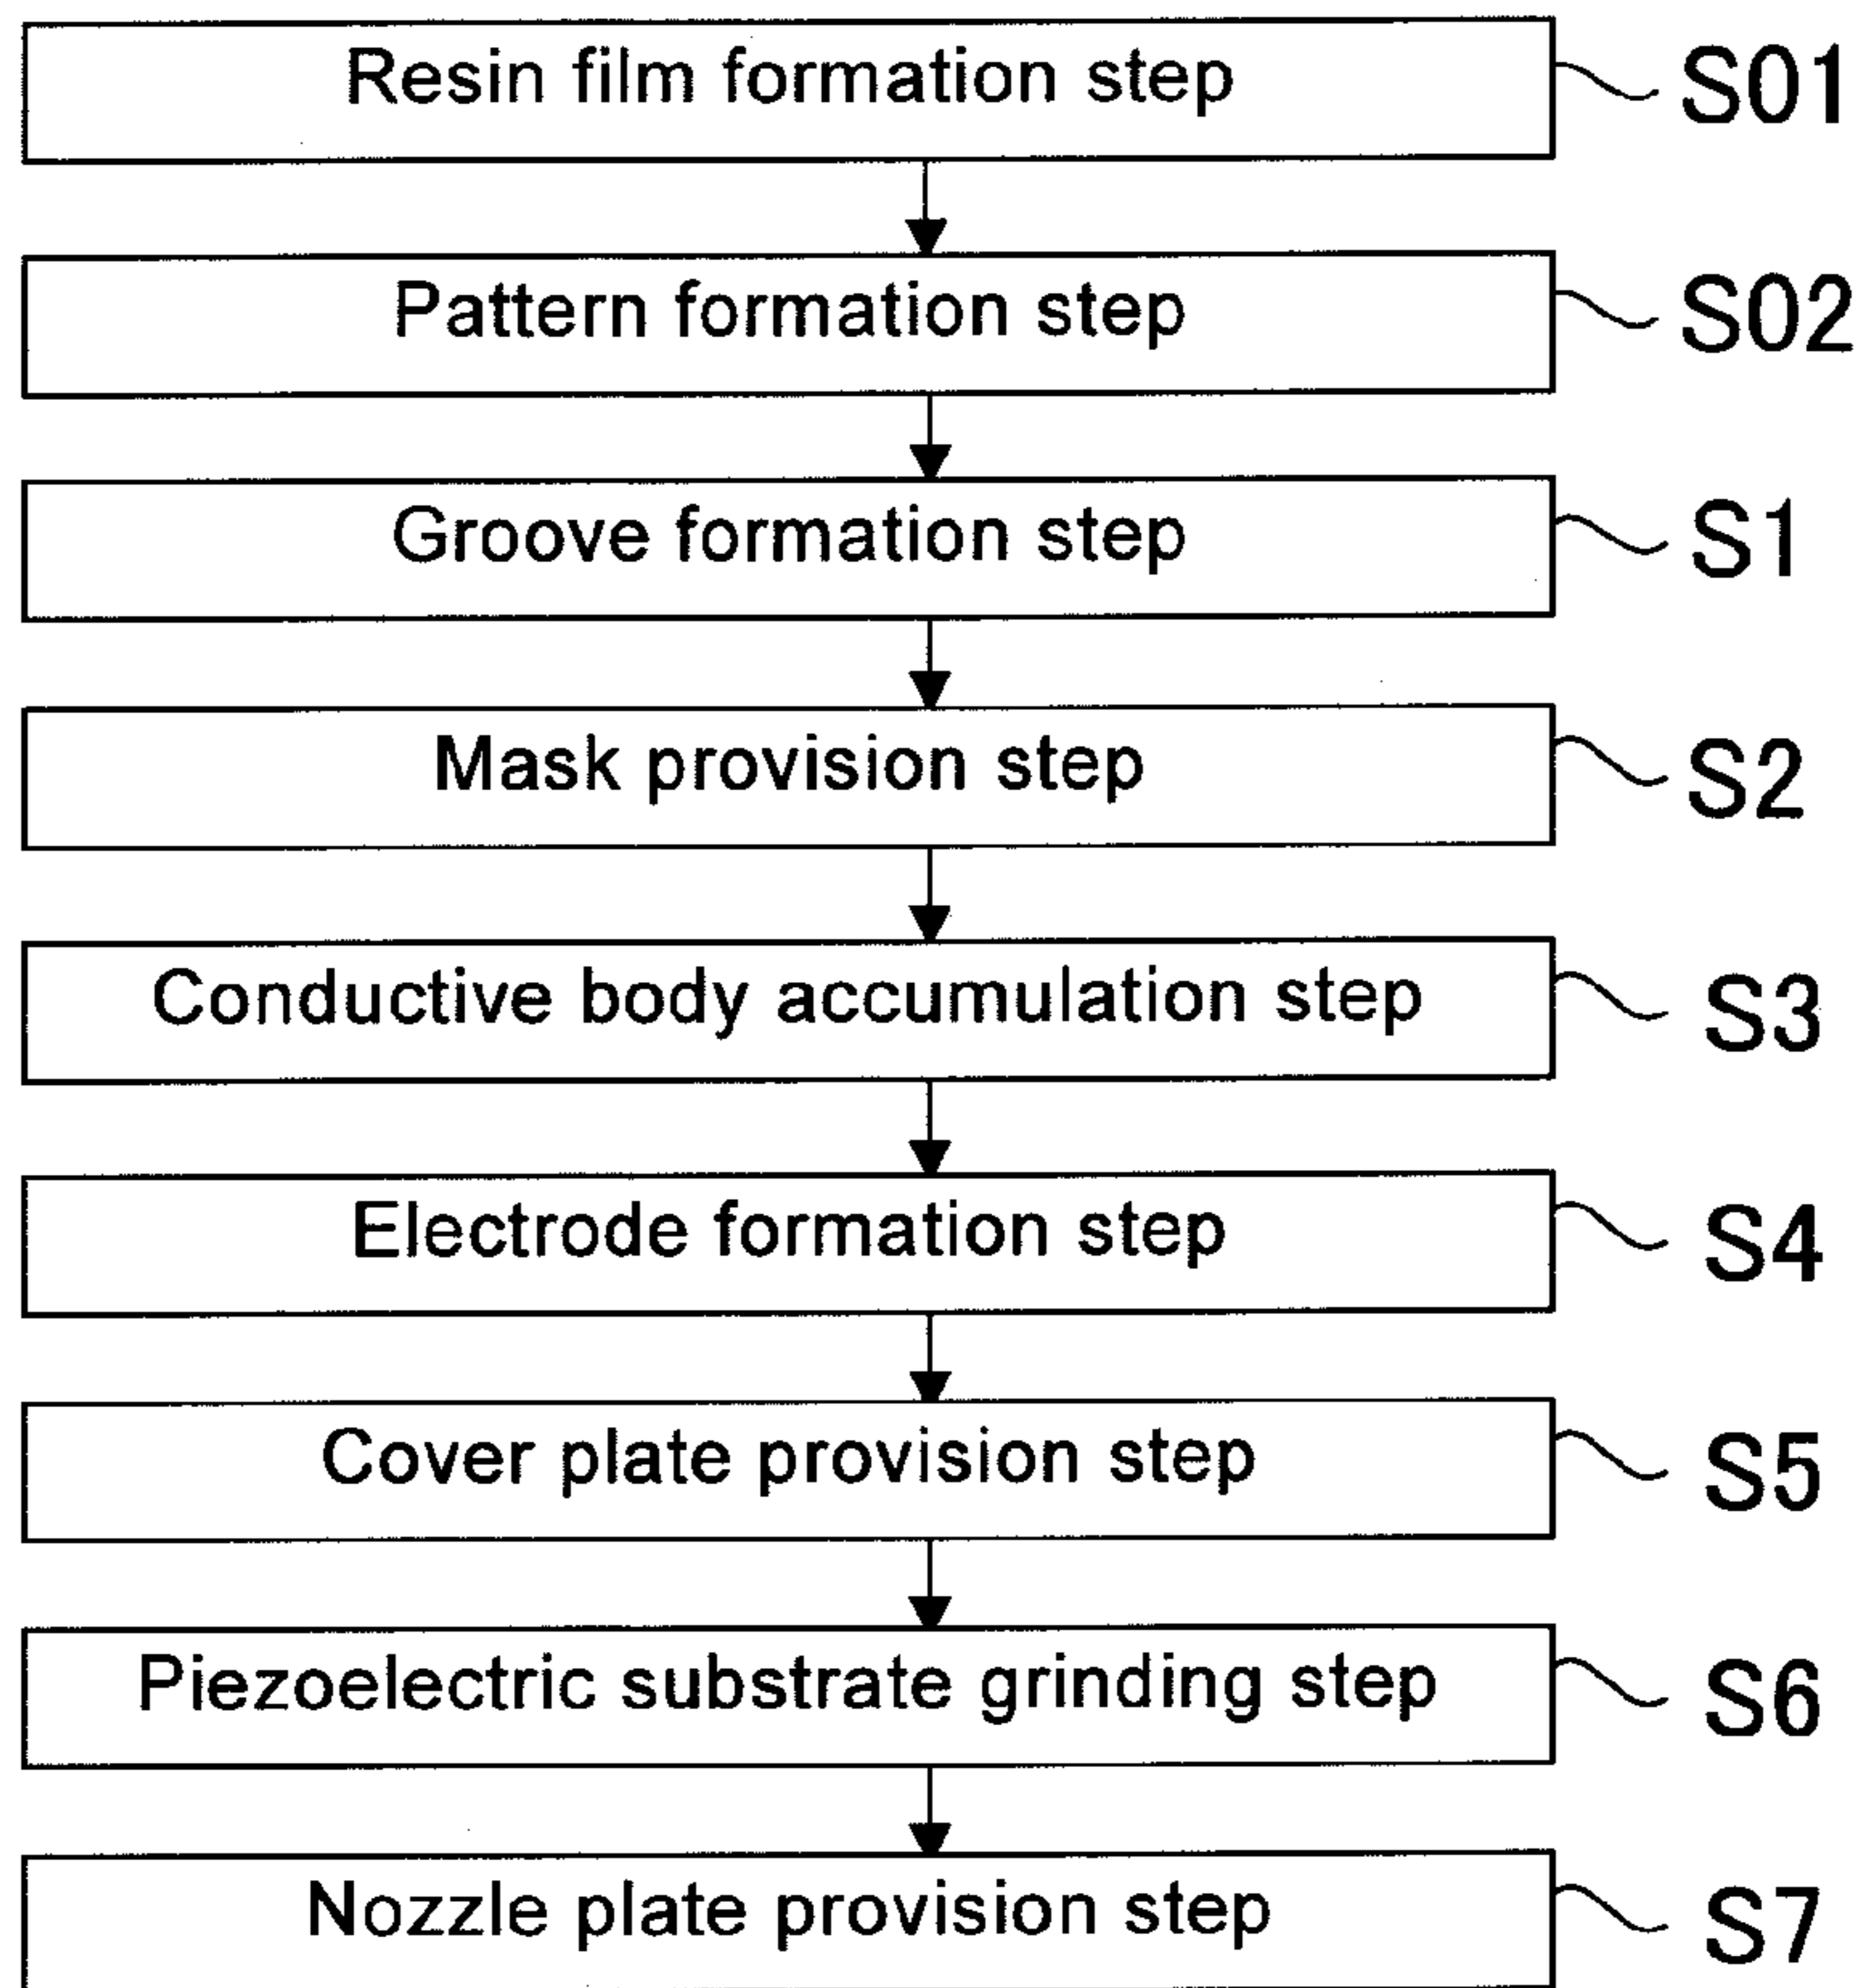 Resin film formation step S01
Pattern formation step S02
Groove formation step S1
Mask provision step S2
Conductive body accumulation step S3
Electrode formation step S4
Cover plate provision step S5
Piezoelectric substrate grinding step S6
Nozzle plate provision step S7